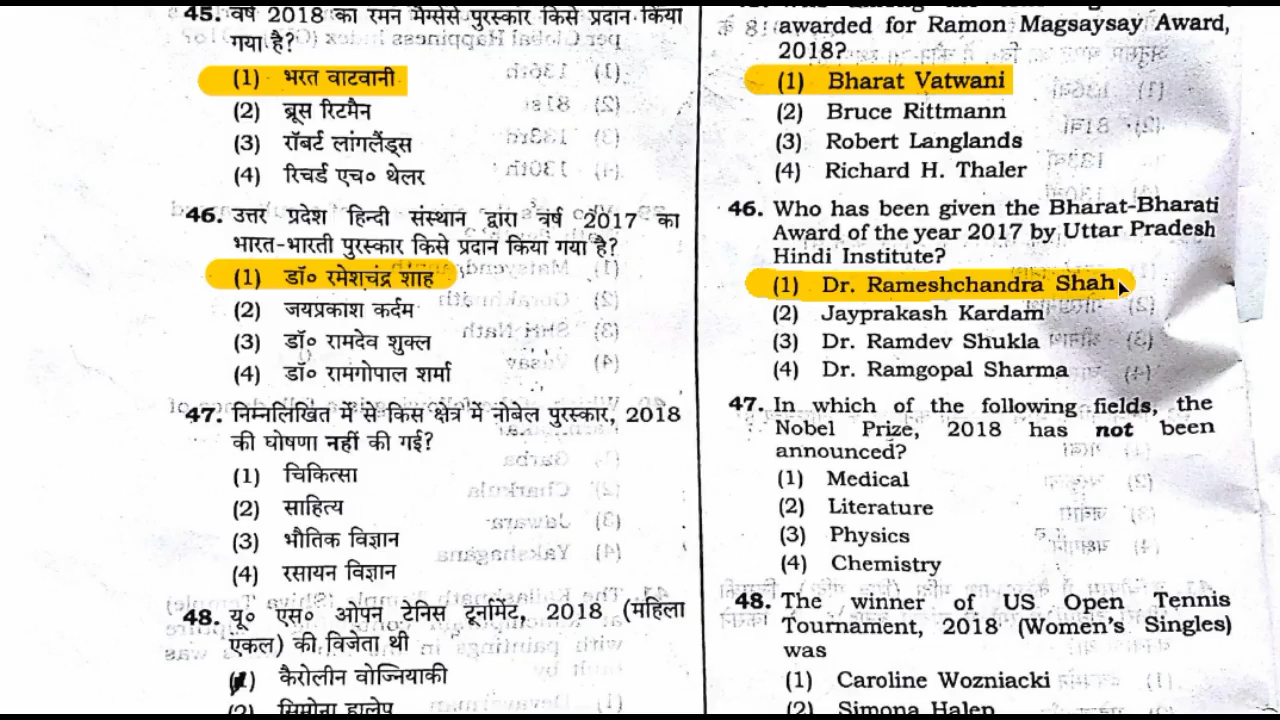 45. वर्ष 2018 का रमन मैग्सेसे पुरस्कार किसे प्रदान किया
गया है?
(1) भरत वाटवानी
(2) ब्रूस रिटमैन
(3) रॉबर्ट लांगलैंड्स
(4) रिचर्ड एच० थेलर
46. उत्तर प्रदेश हिन्दी संस्थान द्वारा वर्ष 2017 का
भारत-भारती पुरस्कार किसे प्रदान किया गया है?
(1) डॉ० रमेशचंद्र शाह
(2) जयप्रकाश कर्दम
(3) डॉ० रामदेव शुक्ल
(4) डॉ० रामगोपाल शर्मा
47. निम्नलिखित में से किस क्षेत्र में नोबेल पुरस्कार, 2018
की घोषणा नहीं की गई?
(1) चिकित्सा
(2) साहित्य
(3) भौतिक विज्ञान
(4) रसायन विज्ञान
48. यू० एस० ओपन टेनिस टूर्नामेंट, 2018 (महिला
एकल) की विजेता थी
(1) कैरोलीन वोज्नियाकी
(2) सिमोना हालेप
awarded for Ramon Magsaysay Award,
2018?
(1) Bharat Vatwani
(2) Bruce Rittmann
(3) Robert Langlands
(4) Richard H. Thaler
46. Who has been given the Bharat-Bharati
Award of the year 2017 by Uttar Pradesh
Hindi Institute?
(1) Dr. Rameshchandra Shah
(2) Jayprakash Kardam
(3) Dr. Ramdev Shukla
(4) Dr. Ramgopal Sharma
47. In which of the following fields, the
Nobel Prize, 2018 has not been
announced?
(1) Medical
(2) Literature
(3) Physics
(4) Chemistry
48. The winner of US Open Tennis
Tournament, 2018 (Women's Singles)
was
(1) Caroline Wozniacki
(2) Simona Halep